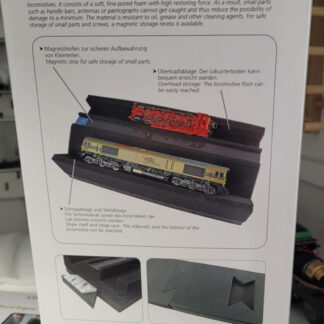 locomotives. It consists of a soft, fine-pored foam with high restoring force. As a result, small parts
such as handle bars, antennas or pantographs cannot get caught and thus reduce the possibility of
damage to a minimum. The material is resistant to oil, grease and other cleaning agents. For safe
storage of small parts and screws, a magnetic storage recess is available.
Magnetstreifen zur sicheren Aufbewahrung
von Kleinteilen.
Magnetic strip for safe storage of small parts.
Überkopfablage: Der Lokunterboden kann
bequem erreicht werden.
Overhead storage: The locomotive floor can
be easily reached
Schrägablage und Steilablage:
Die Seitenwände sowie das Innenleben der
Lok können erreicht werden.
Slope shelf and steep rest: The sidewalls and the interior of the
locomotive can be reached.